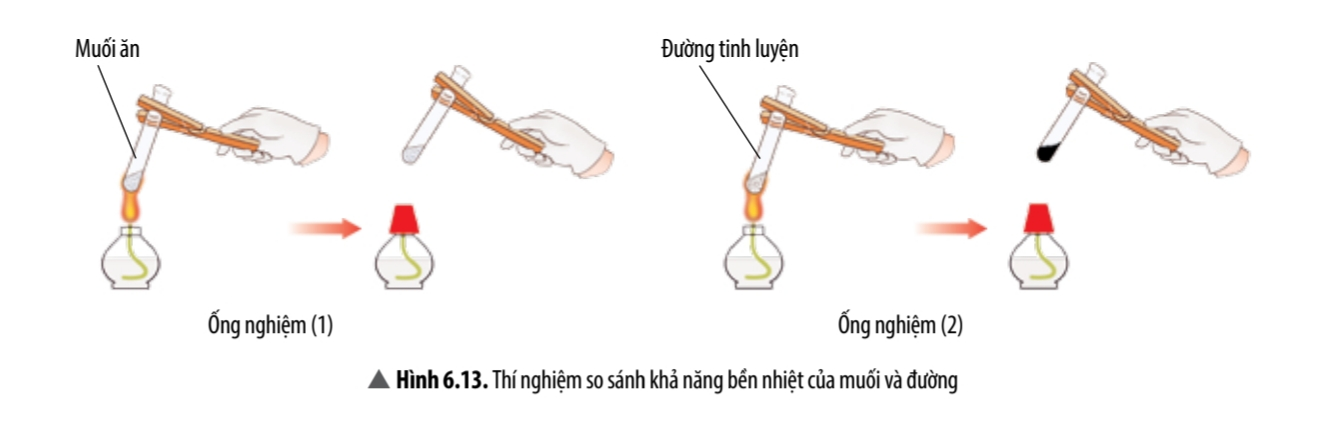 Muối ăn
Đường tinh luyện
Ống nghiệm (1)
Ống nghiệm (2)
▲ Hình 6.13. Thí nghiệm so sánh khả năng bền nhiệt của muối và đường